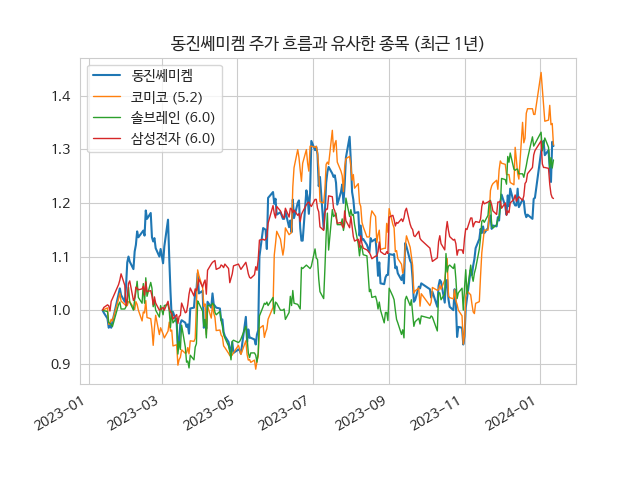 동진쎄미켐 주가 흐름과 유사한 종목 (최근 1년)
동진쎄미켐
코미코 (5.2)
솔브레인 (6.0)
삼성전자 (6.0)
1.4
1.3
1.2
1.1
1.0
0.9
2023-01
2023-03
2023-05
2023-07
2023-09
2023-11
2024-01